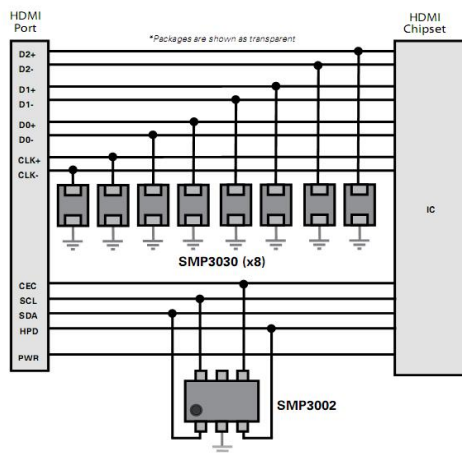 HDMI
Port
HDMI
Chipset
*Packages are shown as transparent
D2+
D2-
D1+
D1-
D0+
D0-
CLK+
CLK-
IC
SMP3030 (x8)
CEC
SCL
SDA
HPD
PWR
SMP3002